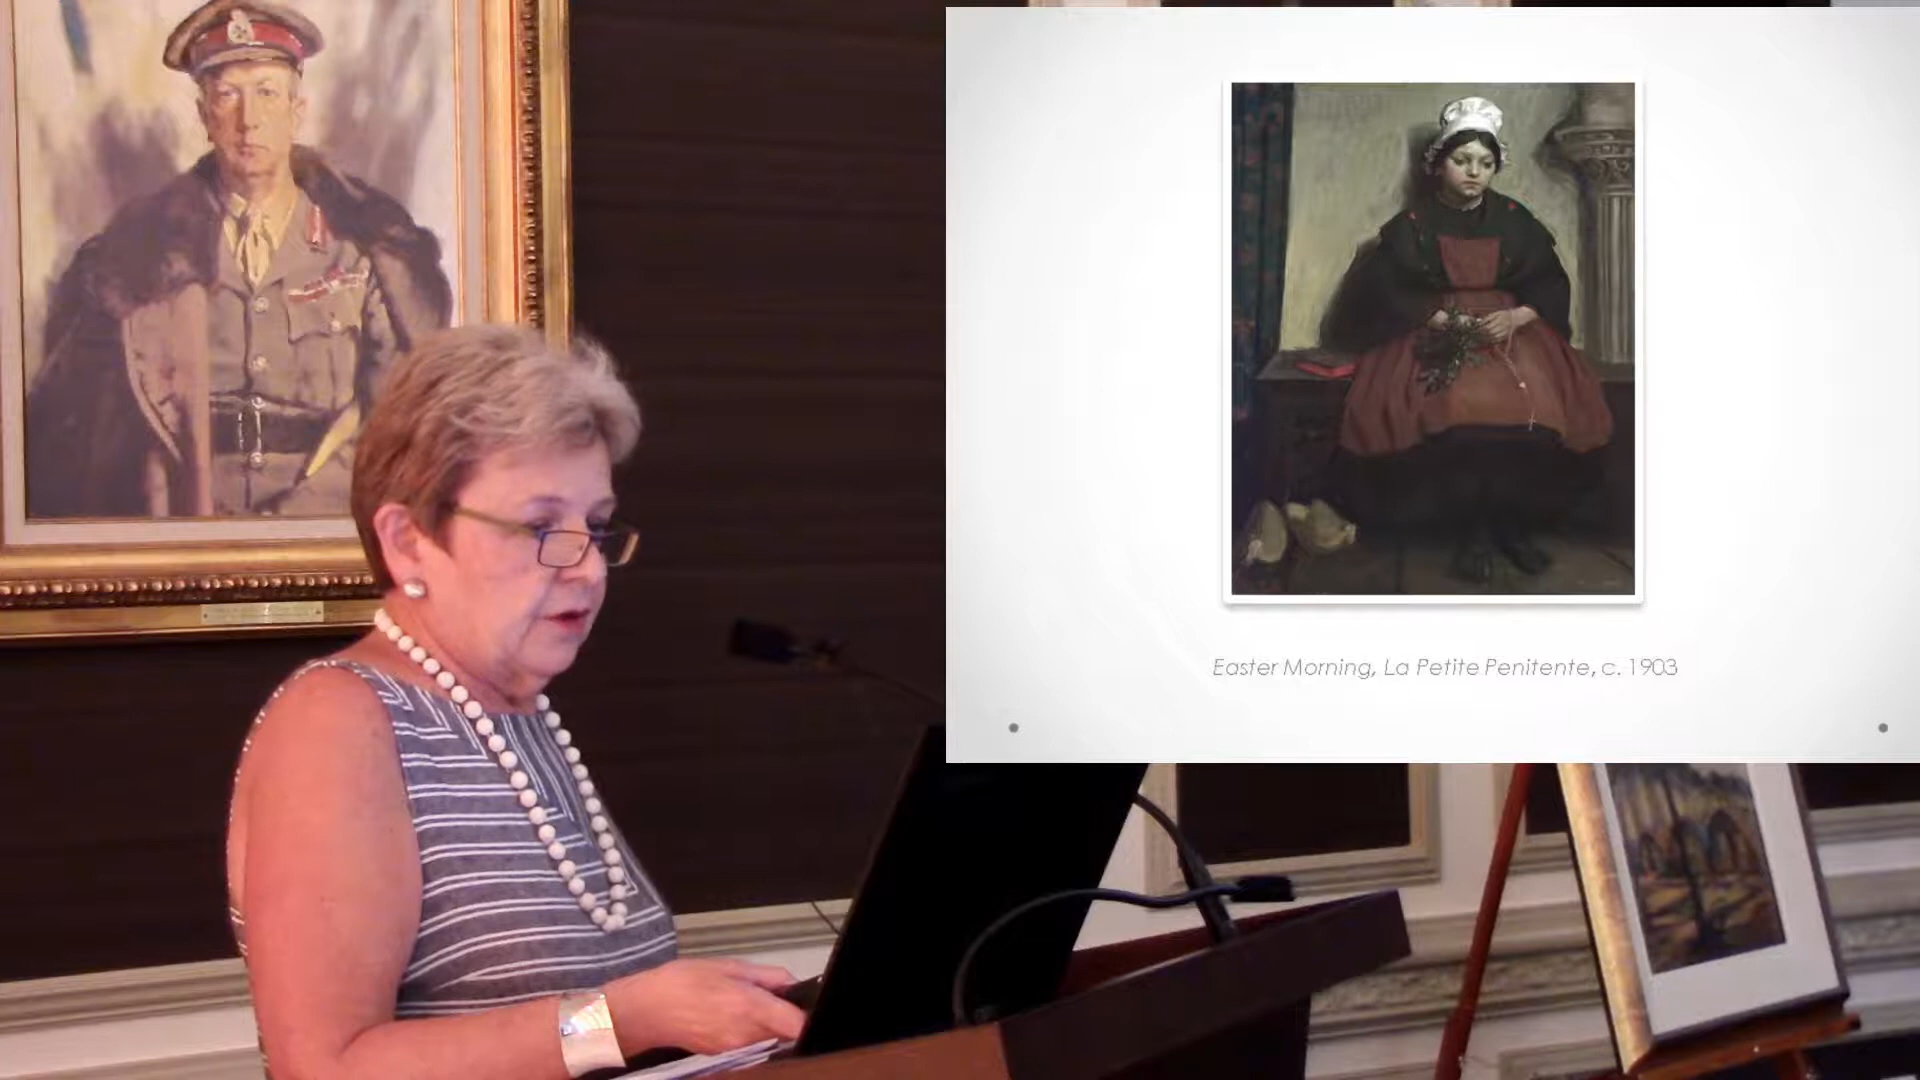 Easter Morning, La Petite Penitente, c. 1903